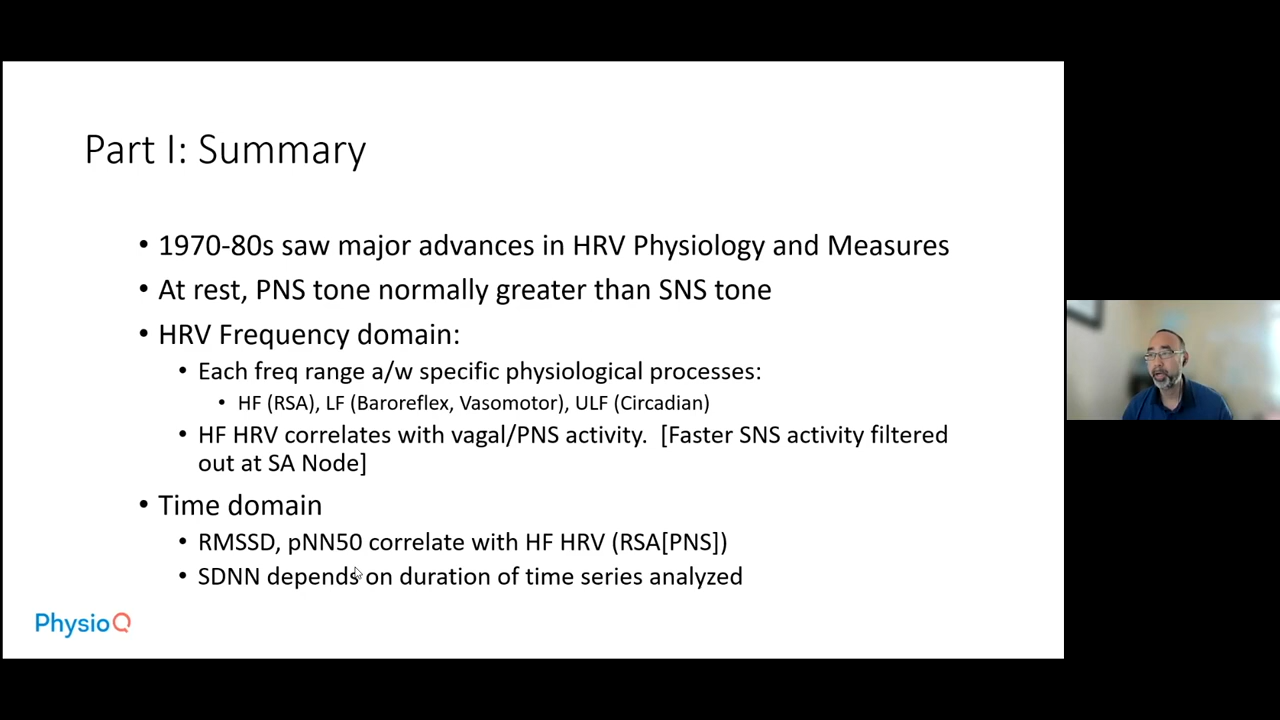 Part I: Summary
• 1970-80s saw major advances in HRV Physiology and Measures
• At rest, PNS tone normally greater than SNS tone
• HRV Frequency domain:
• Each freq range a/w specific physiological processes:
• HF (RSA), LF (Baroreflex, Vasomotor), ULF (Circadian)
• HF HRV correlates with vagal/PNS activity. [Faster SNS activity filtered
out at SA Node]
• Time domain
• RMSSD, pNN50 correlate with HF HRV (RSA[PNS])
• SDNN depends on duration of time series analyzed
PhysioQ